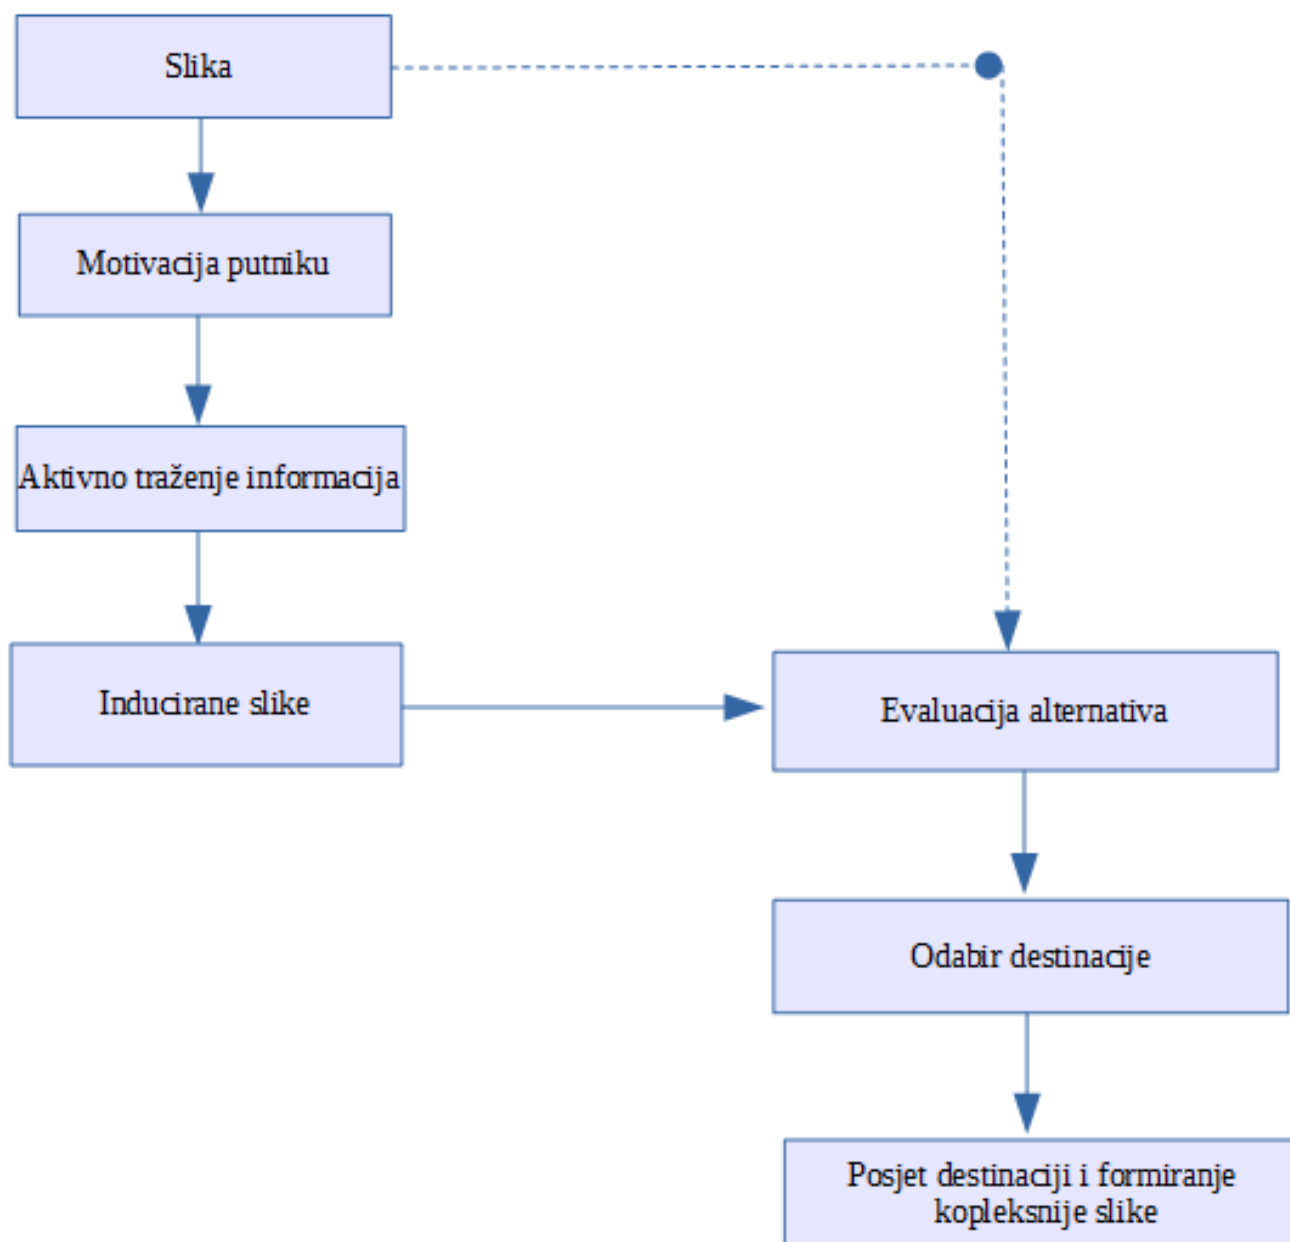 Slika
Motivacija putniku
Aktivno traženje informacija
Inducirane slike
Evaluacija alternativa
Odabir destinacije
Posjet destinaciji i formiranje
kopleksnije slike